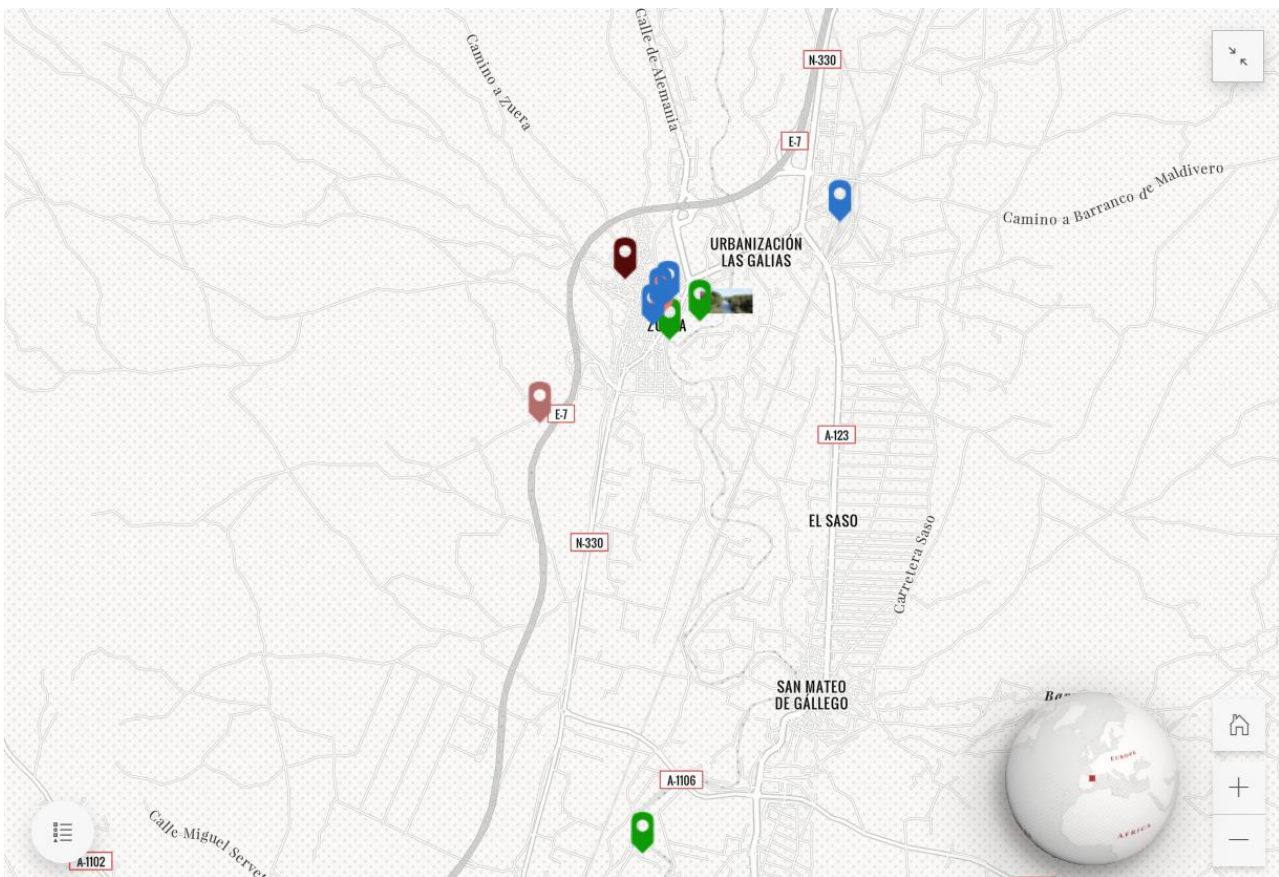 Camino a Zuera
Calle de Alemania
N-330
E-7
Camino a Barranco de Maldivero
URBANIZACIÓN
LAS GALIAS
E-7
A-123
EL SASO
N-330
Carretera Saso
SAN MATEO
DE GÁLLEGO
EUROPE
A-1106
Calle Miguel Servet
AFRICA
A-1102